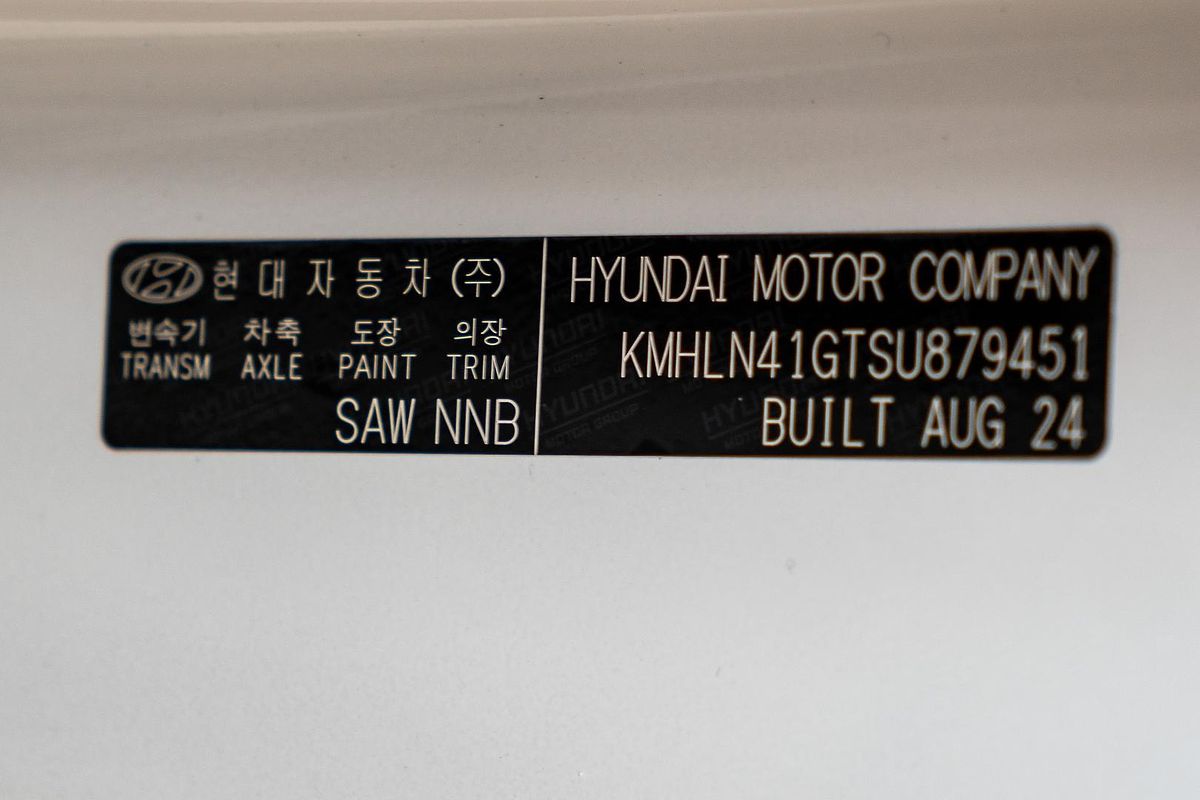 현대자동차(주)
변속기 차축 도장 의장
TRANSM AXLE PAINT TRIM
SAW NNB
HYUNDAI MOTOR COMPANY
KMHLN41GTSU879451
BUILT AUG 24